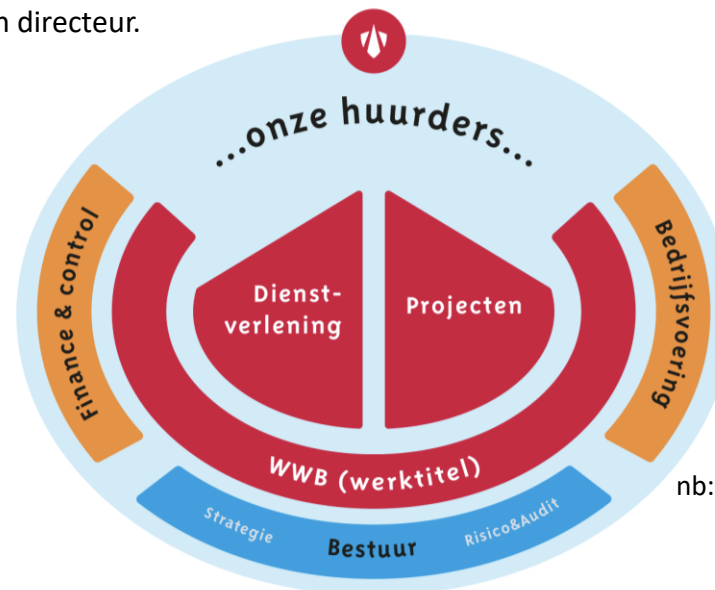 n directeur.
...onze huurders...
Finance & control
Bedrijfsvoering
Dienst-
verlening
Projecten
WWB (werktitel)
nb:
Strategie
Bestuur
Risico&Audit